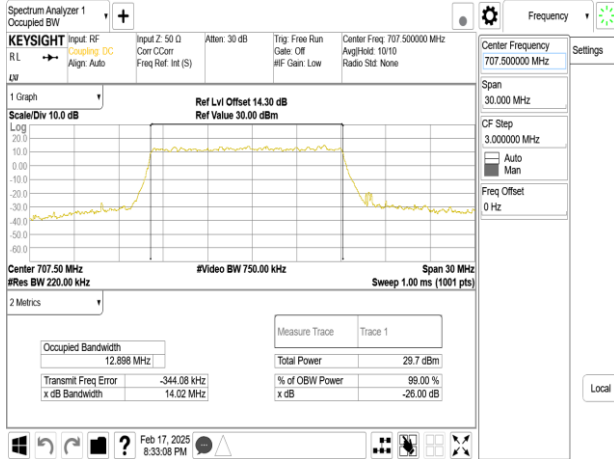 Spectrum Analyzer 1
Occupied BW
+
Frequency
KEYSIGHT
RL
LXI
Input: RF
Coupling: DC
Align: Auto
Input Z: 50 Ω
Corr CCorr
Freq Ref: Int (S)
Atten: 30 dB
Trig: Free Run
Gate: Off
#IF Gain: Low
Center Freq: 707.500000 MHz
Avg|Hold: 10/10
Radio Std: None
Center Frequency
707.500000 MHz
Settings
Span
30.000 MHz
CF Step
3.000000 MHz
Auto
Man
Freq Offset
0 Hz
1 Graph
Scale/Div 10.0 dB
Ref Lvl Offset 14.30 dB
Ref Value 30.00 dBm
Log
20.0
10.0
0.00
-10.0
-20.0
-30.0
-40.0
-50.0
-60.0
Center 707.50 MHz
#Video BW 750.00 kHz
Span 30 MHz
#Res BW 220.00 kHz
Sweep 1.00 ms (1001 pts)
2 Metrics
Measure Trace Trace 1
Occupied Bandwidth
12.898 MHz
Total Power 29.7 dBm
Transmit Freq Error -344.08 kHz
% of OBW Power 99.00 %
x dB Bandwidth 14.02 MHz
x dB -26.00 dB
Local
?
Feb 17, 2025
8:33:08 PM